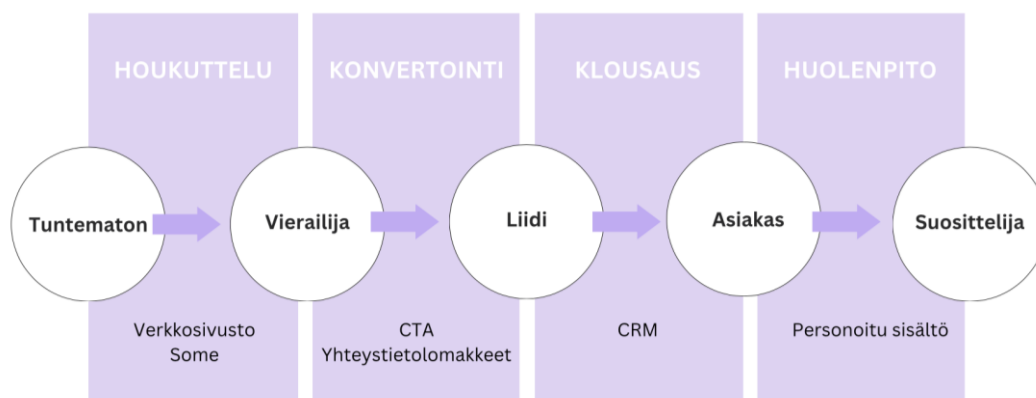 HOUKUTTELU
KONVERTOINTI
KLOUSAUS
HUOLENPITO
Tuntematon
Vierailija
Liidi
Asiakas
Suosittelija
Verkkosivusto
Some
CTA
Yhteystietolomakkeet
CRM
Personoitu sisältö